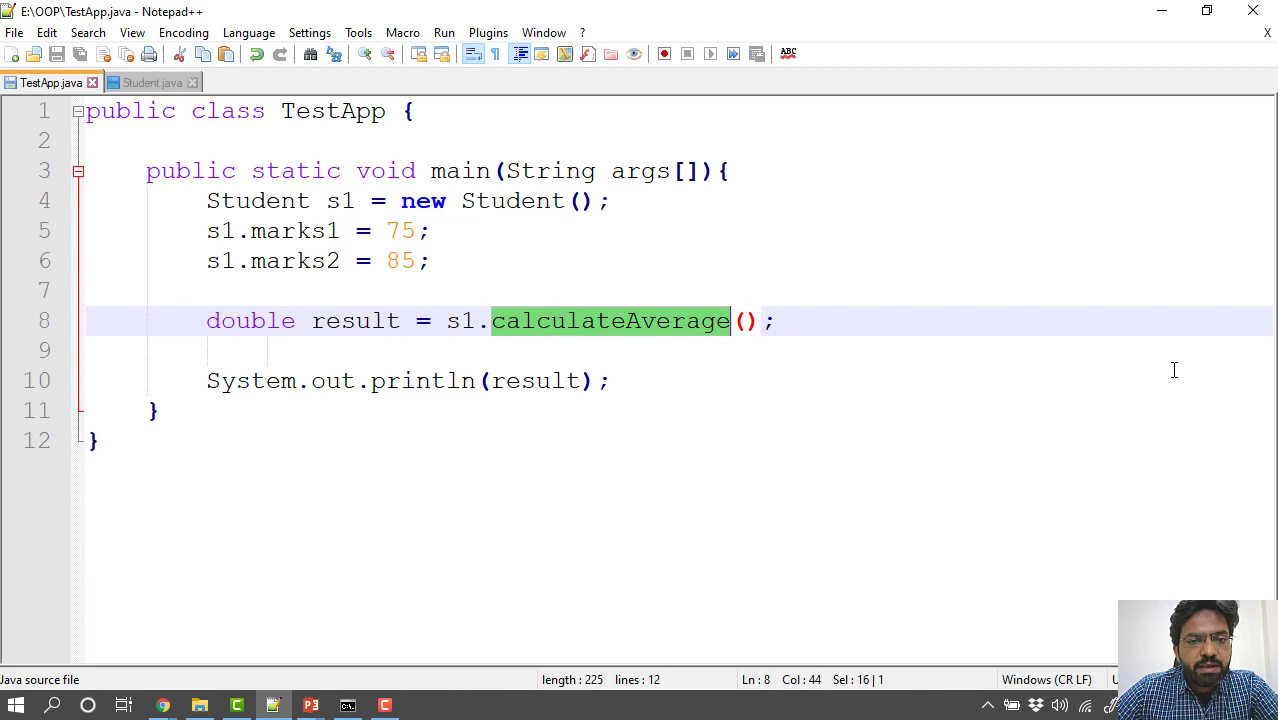 E:\OOP\TestApp.java - Notepad++
File Edit Search View Encoding Language Settings Tools Macro Run Plugins Window ? X
ABC
TestApp.java Student.java
1 public class TestApp {
2
3 public static void main(String args[]){
4 Student s1 = new Student();
5 s1.marks1 = 75;
6 s1.marks2 = 85;
7
8 double result = s1.calculateAverage();
9
10 System.out.println(result);
11 }
12 }
Java source file length : 225 lines : 12 Ln : 8 Col : 44 Sel : 16 | 1 Windows (CR LF)